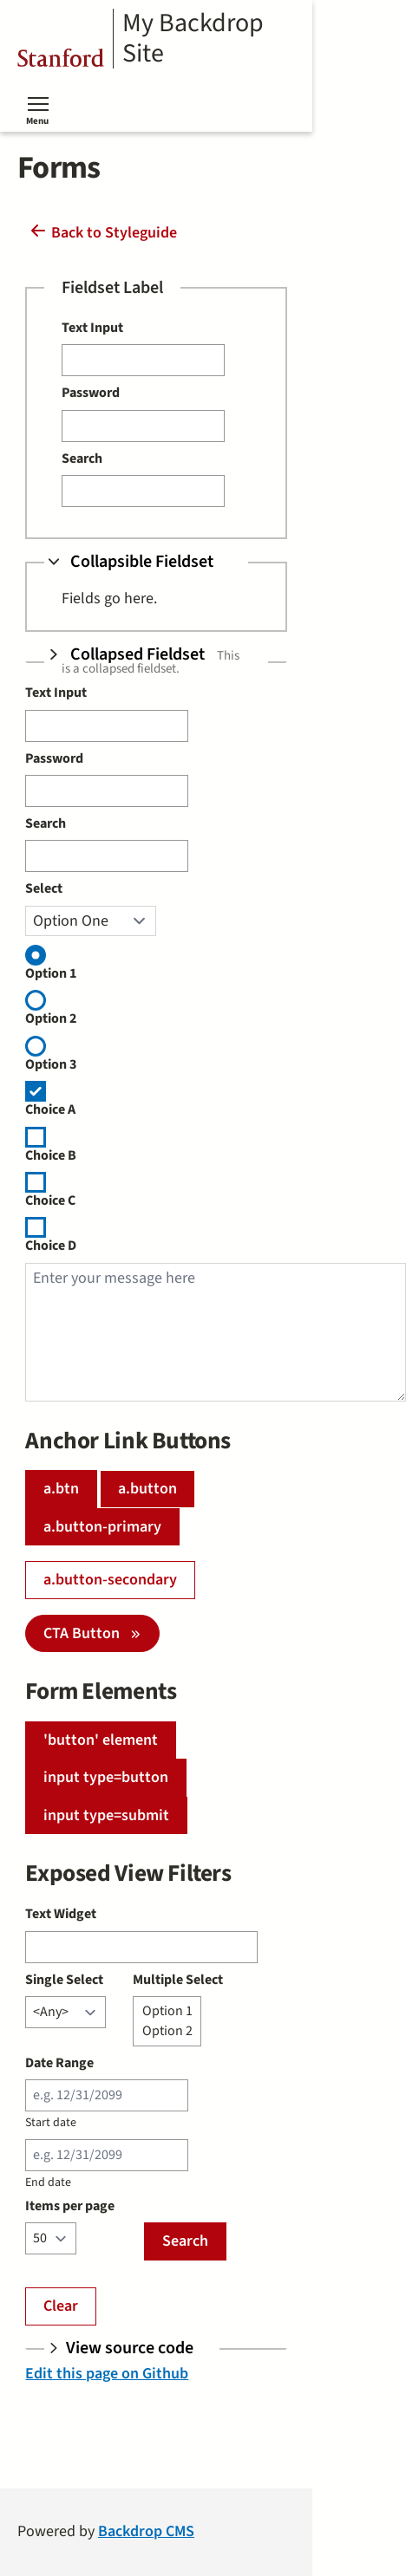 Stanford
My Backdrop
Site
Menu
Forms
← Back to Styleguide
Fieldset Label
Text Input
Password
Search
Collapsible Fieldset
Fields go here.
Collapsed Fieldset This
is a collapsed fieldset.
Text Input
Password
Search
Select
Option One
Option 1
Option 2
Option 3
Choice A
Choice B
Choice C
Choice D
Enter your message here
Anchor Link Buttons
a.btn
a.button
a.button-primary
a.button-secondary
CTA Button »
Form Elements
'button' element
input type=button
input type=submit
Exposed View Filters
Text Widget
Single Select
Multiple Select
<Any>
Option 1
Option 2
Date Range
e.g. 12/31/2099
Start date
e.g. 12/31/2099
End date
Items per page
50
Search
Clear
View source code
Edit this page on Github
Powered by Backdrop CMS